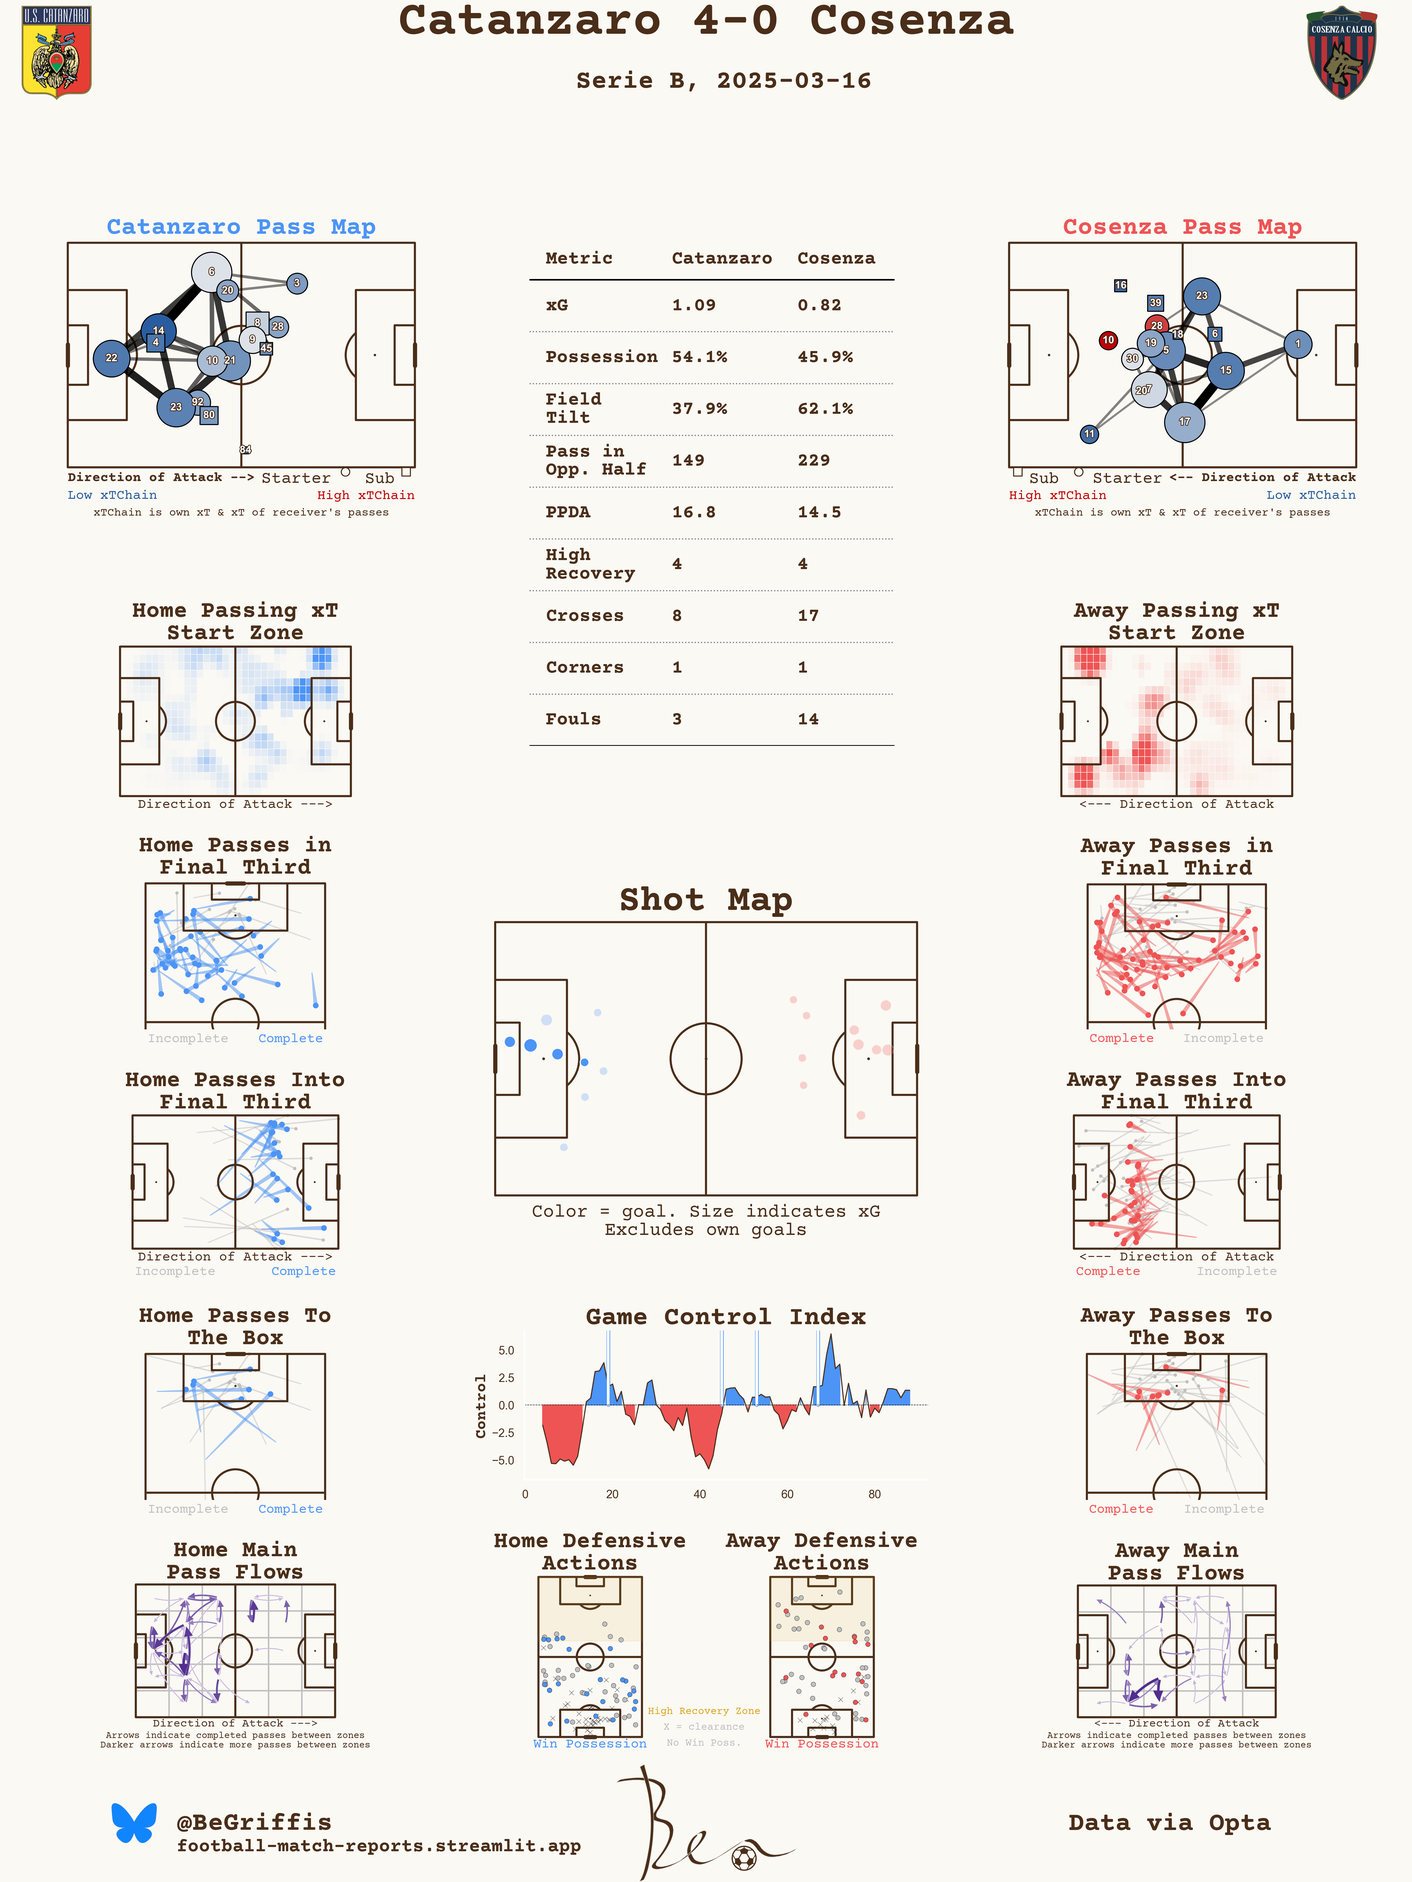 U.S. CATANZARO
Catanzaro 4-0 Cosenza
1914
COSENZA CALCIO
Serie B, 2025-03-16
Catanzaro Pass Map
6
20
3
14
8
28
4
9
45
22
10
21
23
92
80
84
Direction of Attack --> Starter Sub
Low xTChain High xTChain
xTChain is own xT & xT of receiver's passes
Metric Catanzaro Cosenza
xG 1.09 0.82
Possession 54.1% 45.9%
Field
Tilt 37.9% 62.1%
Pass in
Opp. Half 149 229
PPDA 16.8 14.5
High
Recovery 4 4
Crosses 8 17
Corners 1 1
Fouls 3 14
Cosenza Pass Map
16
39
23
28
18
6
10
19
5
1
30
15
20
7
17
11
Sub Starter <-- Direction of Attack
High xTChain Low xTChain
xTChain is own xT & xT of receiver's passes
Home Passing xT
Start Zone
Direction of Attack --->
Away Passing xT
Start Zone
<--- Direction of Attack
Home Passes in
Final Third
Incomplete Complete
Away Passes in
Final Third
Complete Incomplete
Shot Map
Color = goal. Size indicates xG
Excludes own goals
Home Passes Into
Final Third
Direction of Attack --->
Incomplete Complete
Away Passes Into
Final Third
<--- Direction of Attack
Complete Incomplete
Home Passes To
The Box
Incomplete Complete
Game Control Index
Control
5.0
2.5
0.0
−2.5
−5.0
0 20 40 60 80
Away Passes To
The Box
Complete Incomplete
Home Main
Pass Flows
Direction of Attack --->
Arrows indicate completed passes between zones
Darker arrows indicate more passes between zones
Home Defensive
Actions
Win Possession
Away Defensive
Actions
Win Possession
High Recovery Zone
X = clearance
No Win Poss.
Away Main
Pass Flows
<--- Direction of Attack
Arrows indicate completed passes between zones
Darker arrows indicate more passes between zones
@BeGriffis
football-match-reports.streamlit.app
Ben
Data via Opta